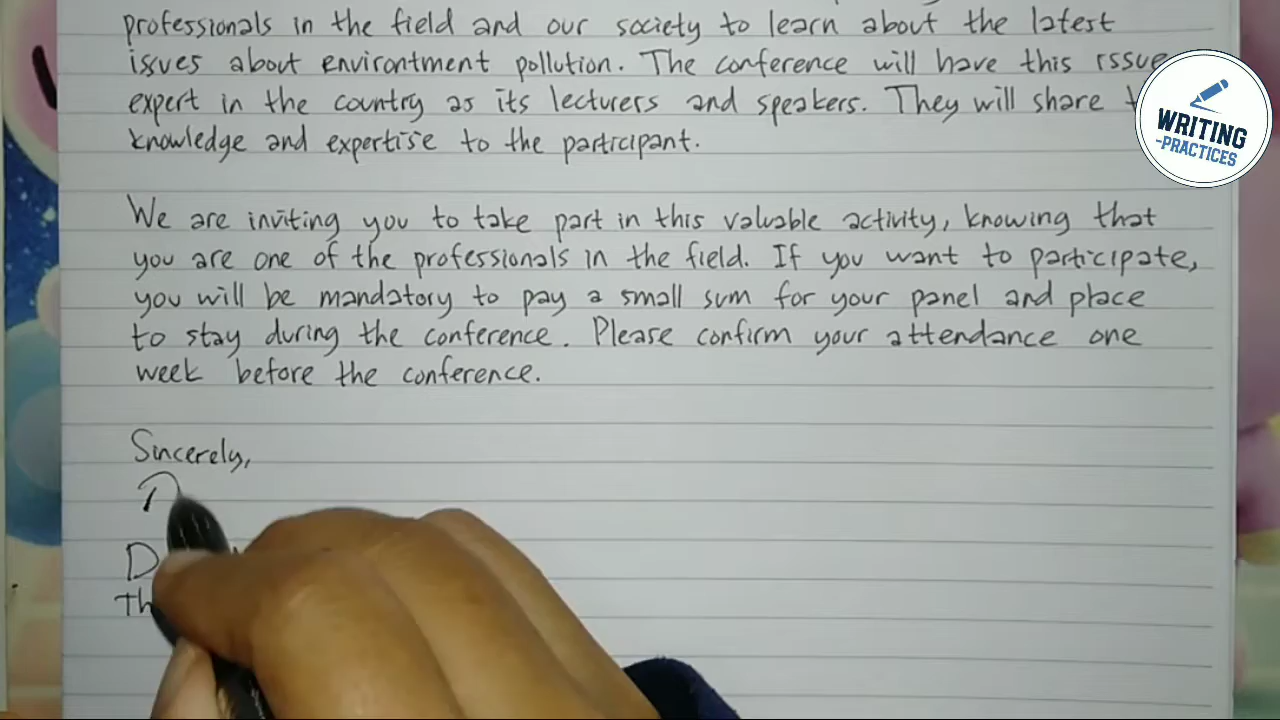 professionals in the field and our society to learn about the latest
issues about environtment pollution. The conference will have this issue
expert in the country as its lecturers and speakers. They will share
knowledge and expertise to the participant.
We are inviting you to take part in this valuable activity, knowing that
you are one of the professionals in the field. If you want to participate,
you will be mandatory to pay a small sum for your panel and place
to stay during the conference. Please confirm your attendance one
week before the conference.
Sincerely,
WRITING
-PRACTICES